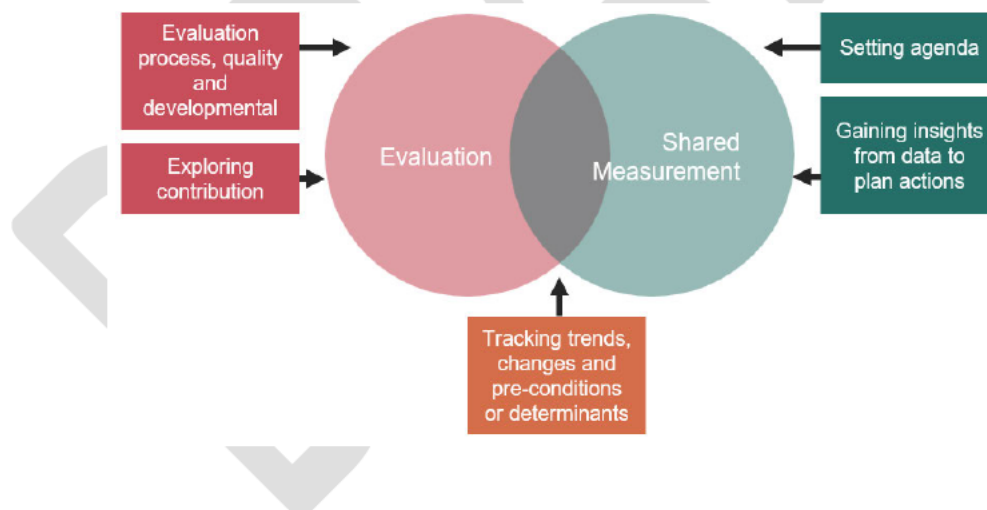 Evaluation
process, quality
and
developmental
Exploring
contribution
Evaluation
Shared
Measurement
Setting agenda
Gaining insights
from data to
plan actions
Tracking trends,
changes and
pre-conditions
or determinants